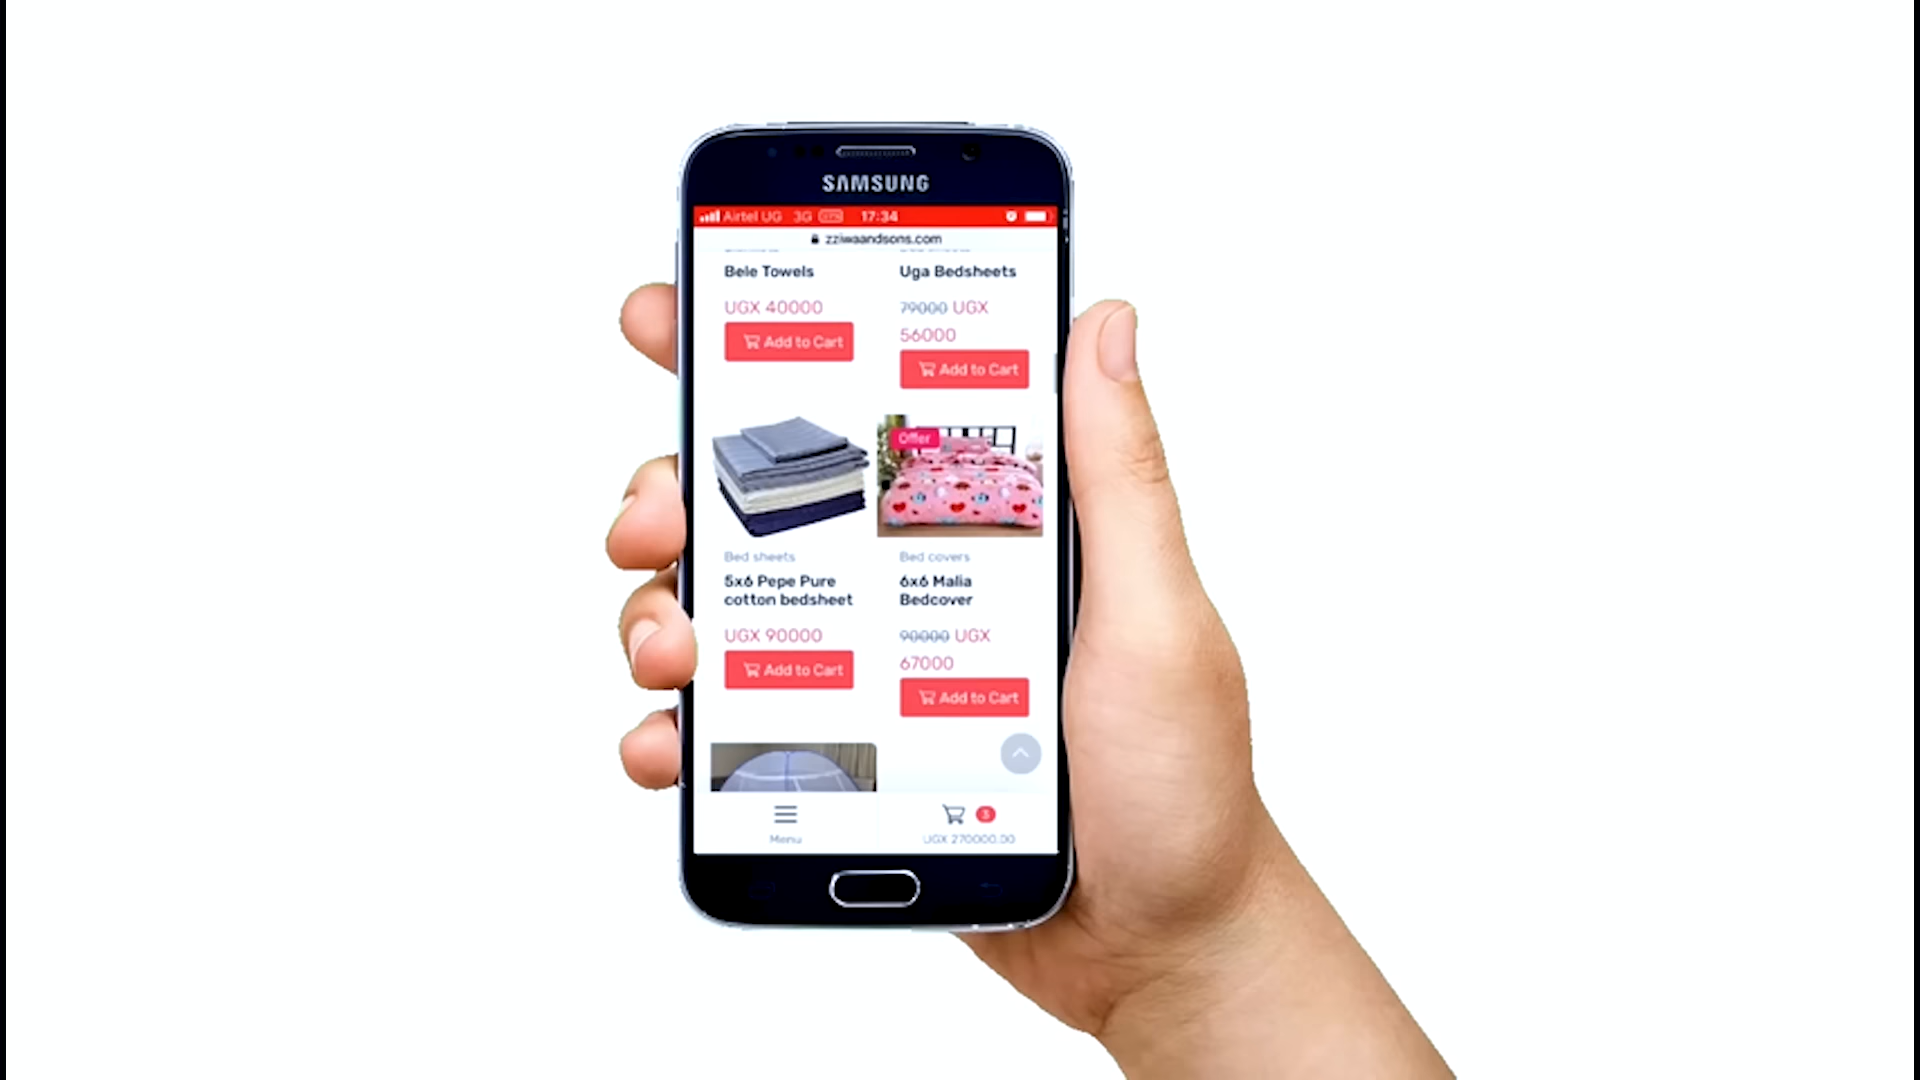 SAMSUNG
Airtel UG 3G 17:34
zziwaandsons.com
Bele Towels
Uga Bedsheets
UGX 40000
79000 UGX
56000
Add to Cart
Add to Cart
Offer
Bed sheets
Bed covers
5x6 Pepe Pure
cotton bedsheet
6x6 Malia
Bedcover
UGX 90000
90000 UGX
67000
Add to Cart
Add to Cart
3
Menu
UGX 270000.00